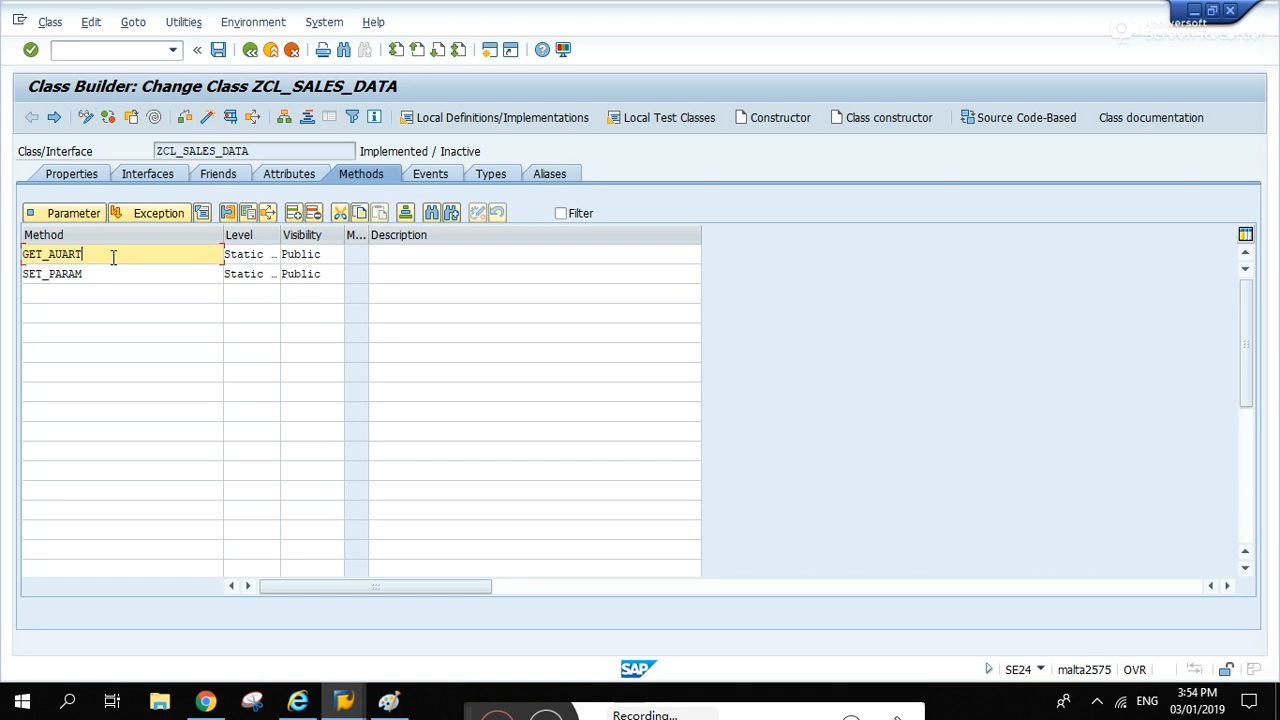 Class Edit Goto Utilities Environment System Help
Apowersoft
Screen Recorder
Class Builder: Change Class ZCL_SALES_DATA
Local Definitions/Implementations Local Test Classes Constructor Class constructor Source Code-Based Class documentation
Class/Interface ZCL_SALES_DATA Implemented / Inactive
Properties Interfaces Friends Attributes Methods Events Types Aliases
Parameter Exception Filter
Method Level Visibility M... Description
GET_AUART Static … Public
SET_PARAM Static … Public
SAP SE24 malta2575 OVR
ENG 3:54 PM
03/01/2019
Recording...